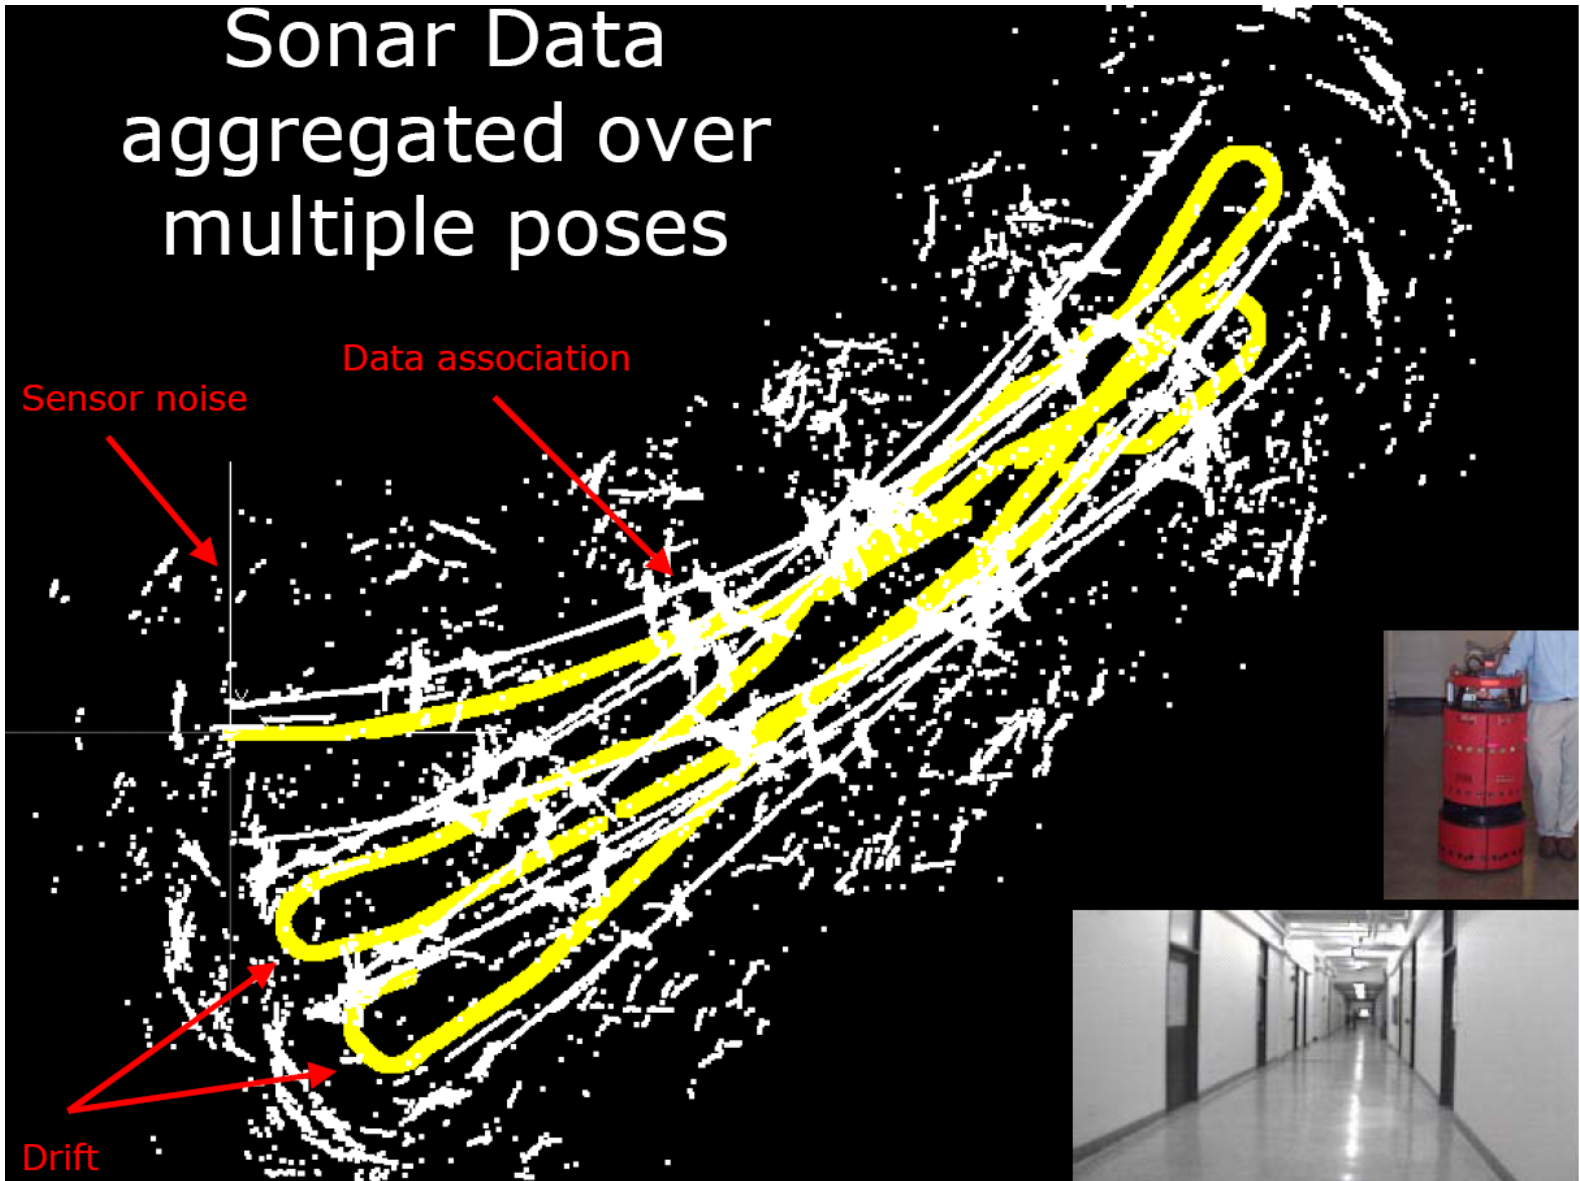 Sonar Data
aggregated over
multiple poses
Data association
Sensor noise
Drift